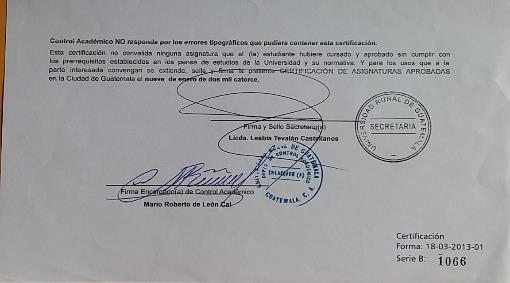 Control Académico NO responde por los errores tipográficos que pudiera contener esta certificación.
Esta certificación no convalida ninguna asignatura que el (la) estudiante hubiere cursado y aprobado sin cumplir con
los prerrequisitos establecidos en los pensa de estudios de la Universidad y su normativa. Y para los usos que a la
parte interesada convengan se extiende, sella y firma la presente CERTIFICACIÓN DE ASIGNATURAS APROBADAS
en la Ciudad de Guatemala el nueve de enero de dos mil catorce.
Firma y Sello Secretario(a)
Licda. Lesbia Tevalán Castellanos
UNIVERSIDAD RURAL DE GUATEMALA
SECRETARIA
Firma Encargado(a) de Control Académico
Mario Roberto de León Cal
DE GUATEMALA
DEPTO. DE CONTROL ACADEMICO
ENCARGADO (A)
GUATEMALA, C. A.
Certificación
Forma: 18-03-2013-01
Serie B: 1066